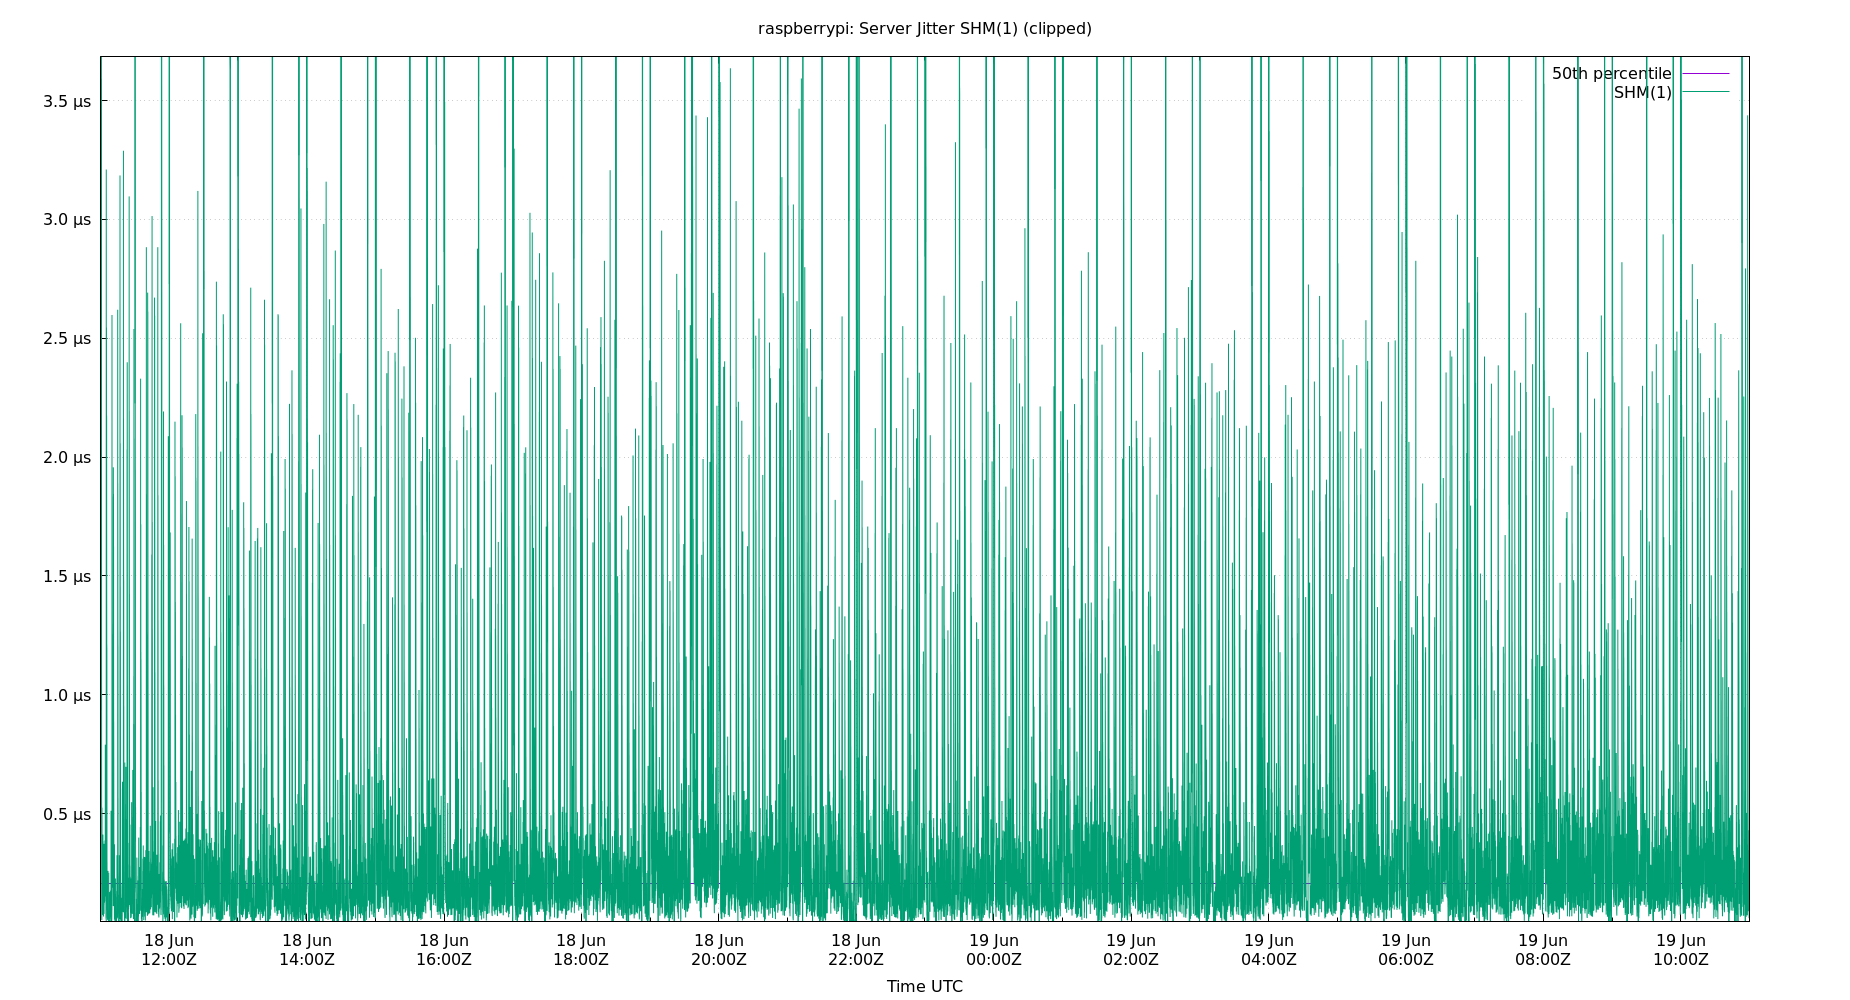 raspberrypi: Server Jitter SHM(1) (clipped)
50th percentile
SHM(1)
3.5 µs
3.0 µs
2.5 µs
2.0 µs
1.5 µs
1.0 µs
0.5 µs
18 Jun 18 Jun 18 Jun 18 Jun 18 Jun 18 Jun 19 Jun 19 Jun 19 Jun 19 Jun 19 Jun 19 Jun
12:00Z 14:00Z 16:00Z 18:00Z 20:00Z 22:00Z 00:00Z 02:00Z 04:00Z 06:00Z 08:00Z 10:00Z
Time UTC